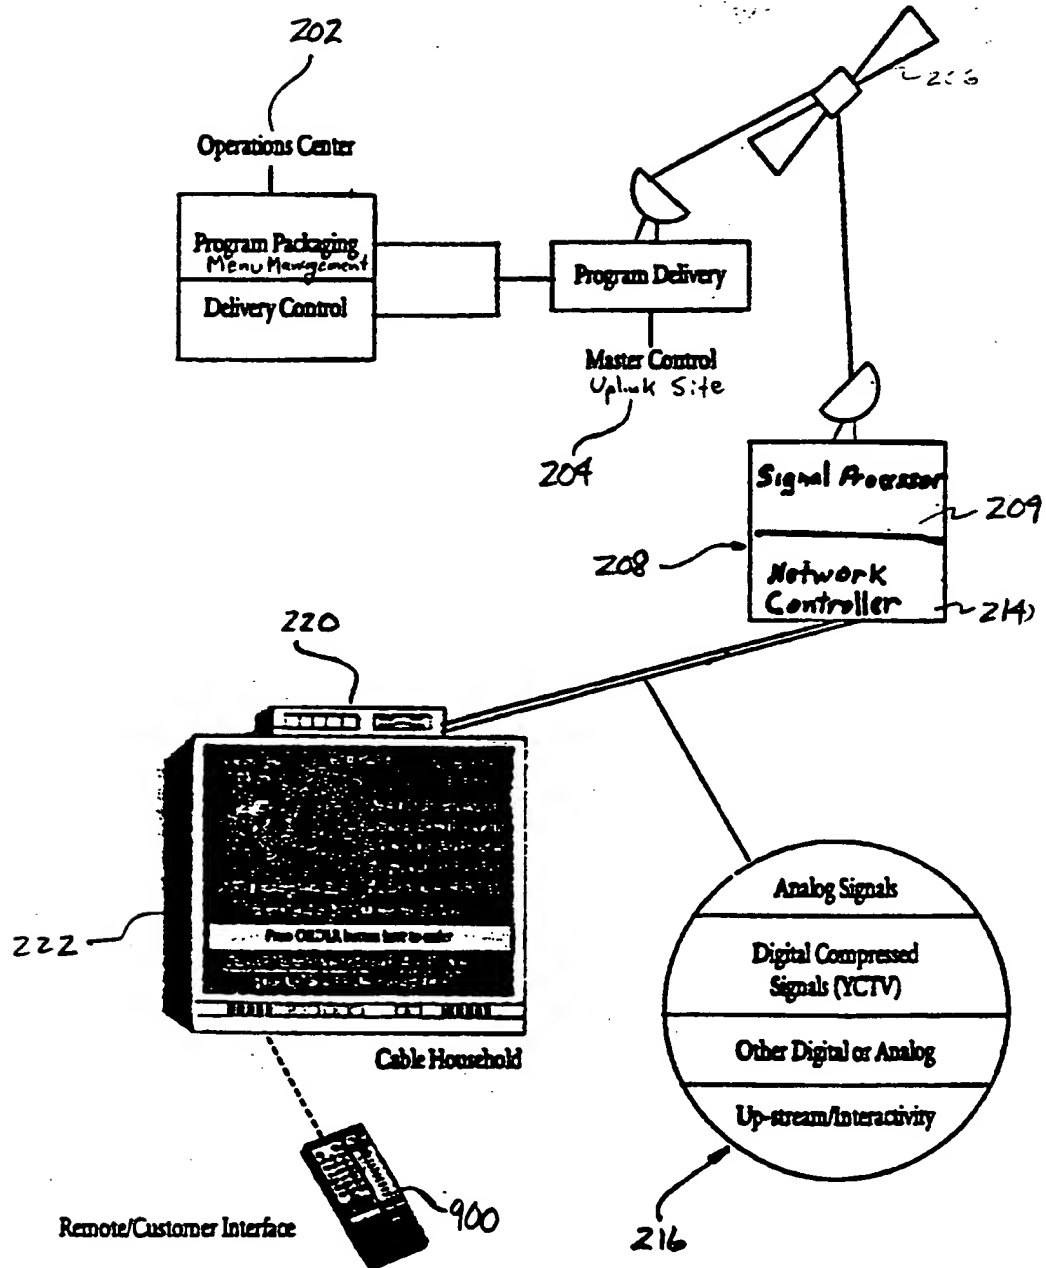 202
Operations Center
Program Packaging
Menu Management
Delivery Control
Program Delivery
Master Control
Uplink Site
204
Signal Processor
209
208
Network
Controller
214
220
222
Cable Household
Analog Signals
Digital Compressed
Signals (YCTV)
Other Digital or Analog
Up-stream/Interactivity
216
900
Remote/Customer Interface